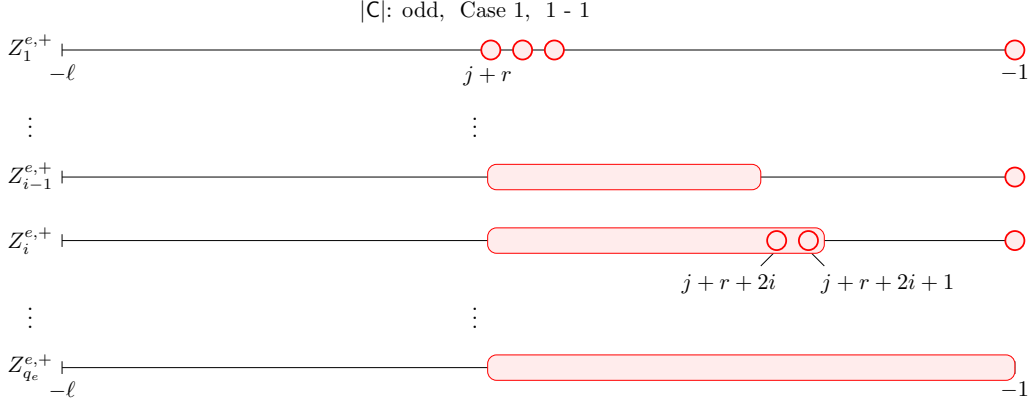 |C|: odd, Case 1, 1 - 1
Z_1^{e,+}
−ℓ
j + r
−1
⋮ ⋮
Z_{i−1}^{e,+}
Z_i^{e,+}
j + r + 2i
j + r + 2i + 1
⋮ ⋮
Z_{q_e}^{e,+}
−ℓ
−1